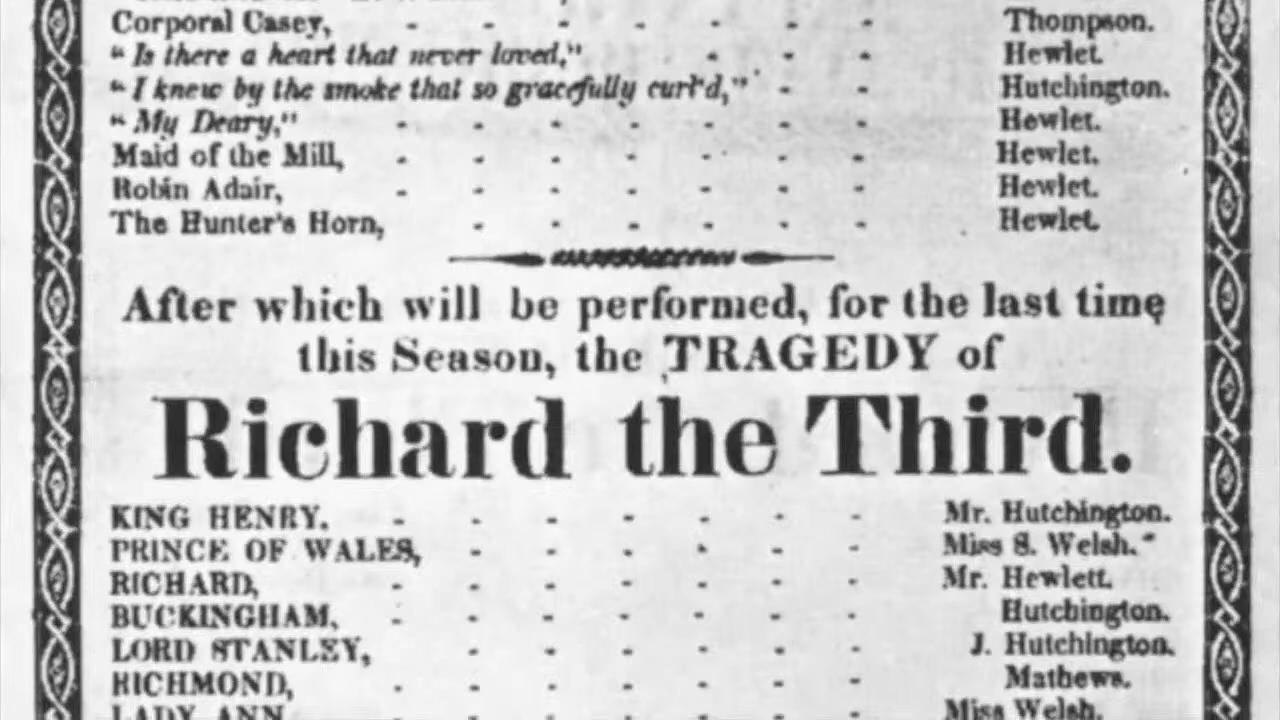 Corporal Casey, - - - - - - - Thompson.
"Is there a heart that never loved," - - - Hewlet.
"I knew by the smoke that so gracefully curl'd," - - Hutchington.
"My Deary," - - - - - - - Hewlet.
Maid of the Mill, - - - - - - - Hewlet.
Robin Adair, - - - - - - - Hewlet.
The Hunter's Horn, - - - - - - Hewlet.
After which will be performed, for the last time
this Season, the TRAGEDY of
Richard the Third.
KING HENRY. - - - - - - - Mr. Hutchington.
PRINCE OF WALES, - - - - - - Miss S. Welsh.
RICHARD, - - - - - - - Mr. Hewlett.
BUCKINGHAM, - - - - - - - Hutchington.
LORD STANLEY, - - - - - - J. Hutchington.
RICHMOND, - - - - - - - Mathews.
LADY ANN Miss Welsh.